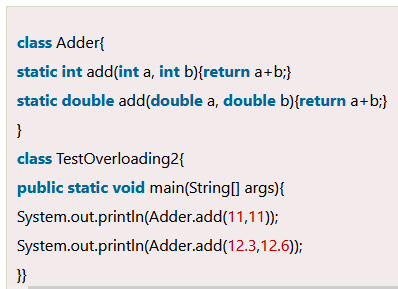 class Adder{
static int add(int a, int b){return a+b;}
static double add(double a, double b){return a+b;}
}
class TestOverloading2{
public static void main(String[] args){
System.out.println(Adder.add(11,11));
System.out.println(Adder.add(12.3,12.6));
}}